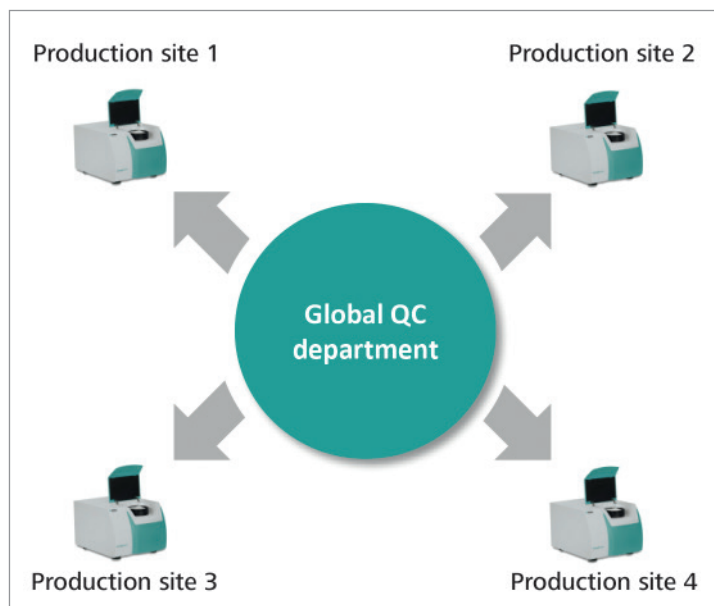 Production site 1
Production site 2
Global QC
department
Production site 3
Production site 4